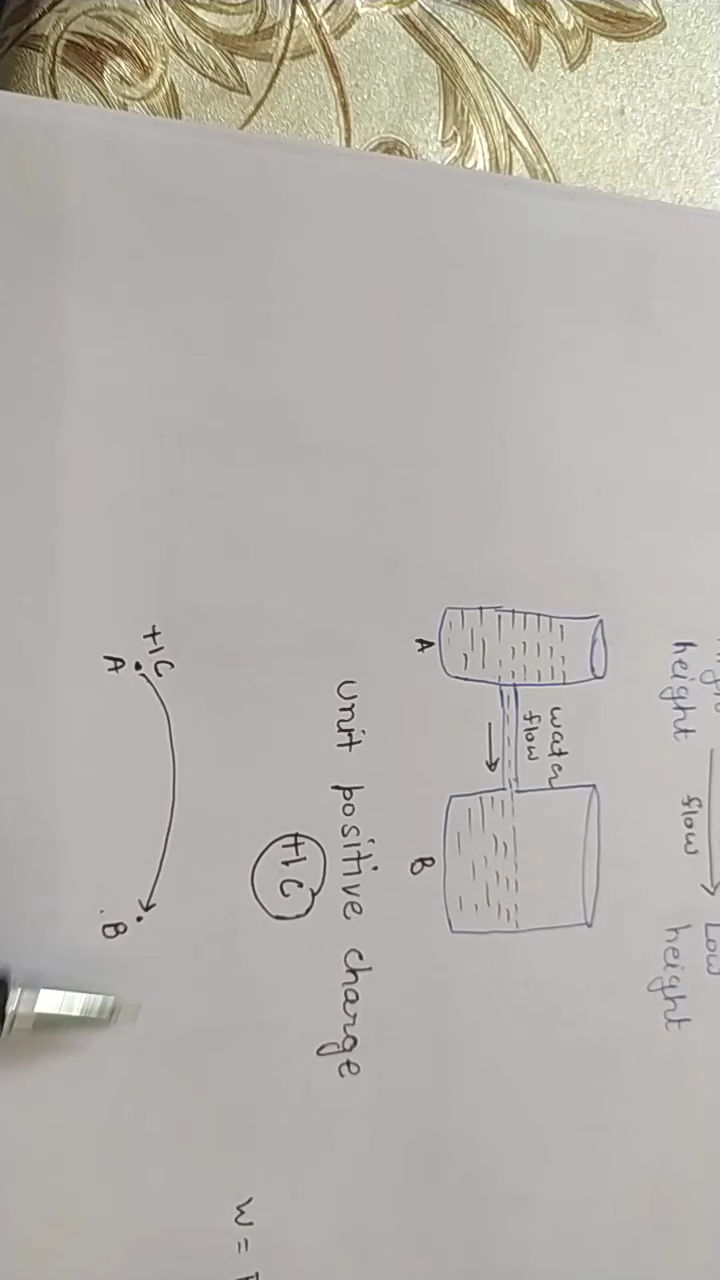 height flow Low
height
water
flow
A B
unit positive charge
+1C
+1C
A B
W =